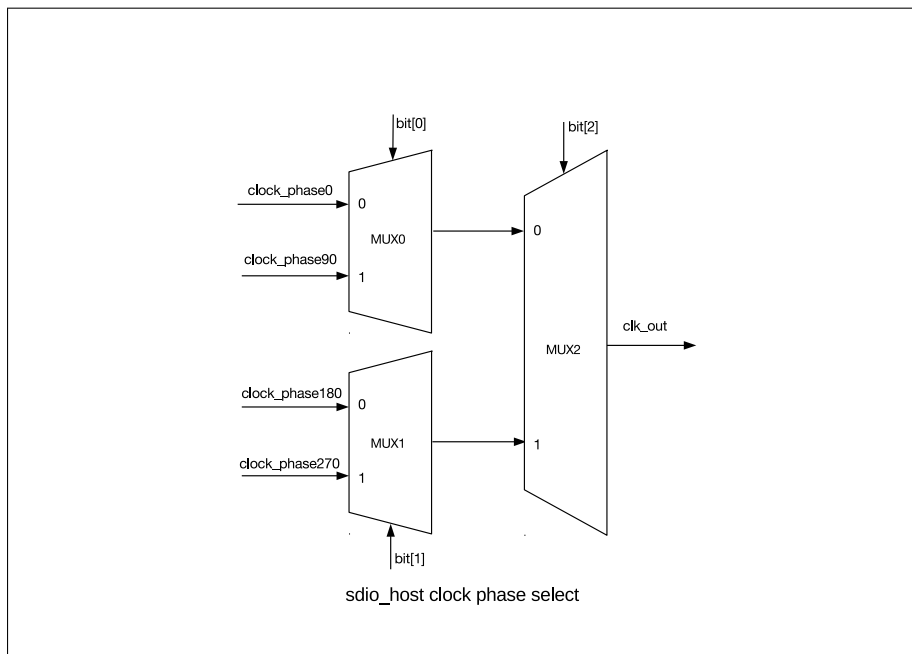 bit[0]
bit[2]
clock_phase0
0
MUX0
0
clock_phase90
1
clk_out
MUX2
clock_phase180
0
MUX1
1
clock_phase270
1
bit[1]
sdio_host clock phase select